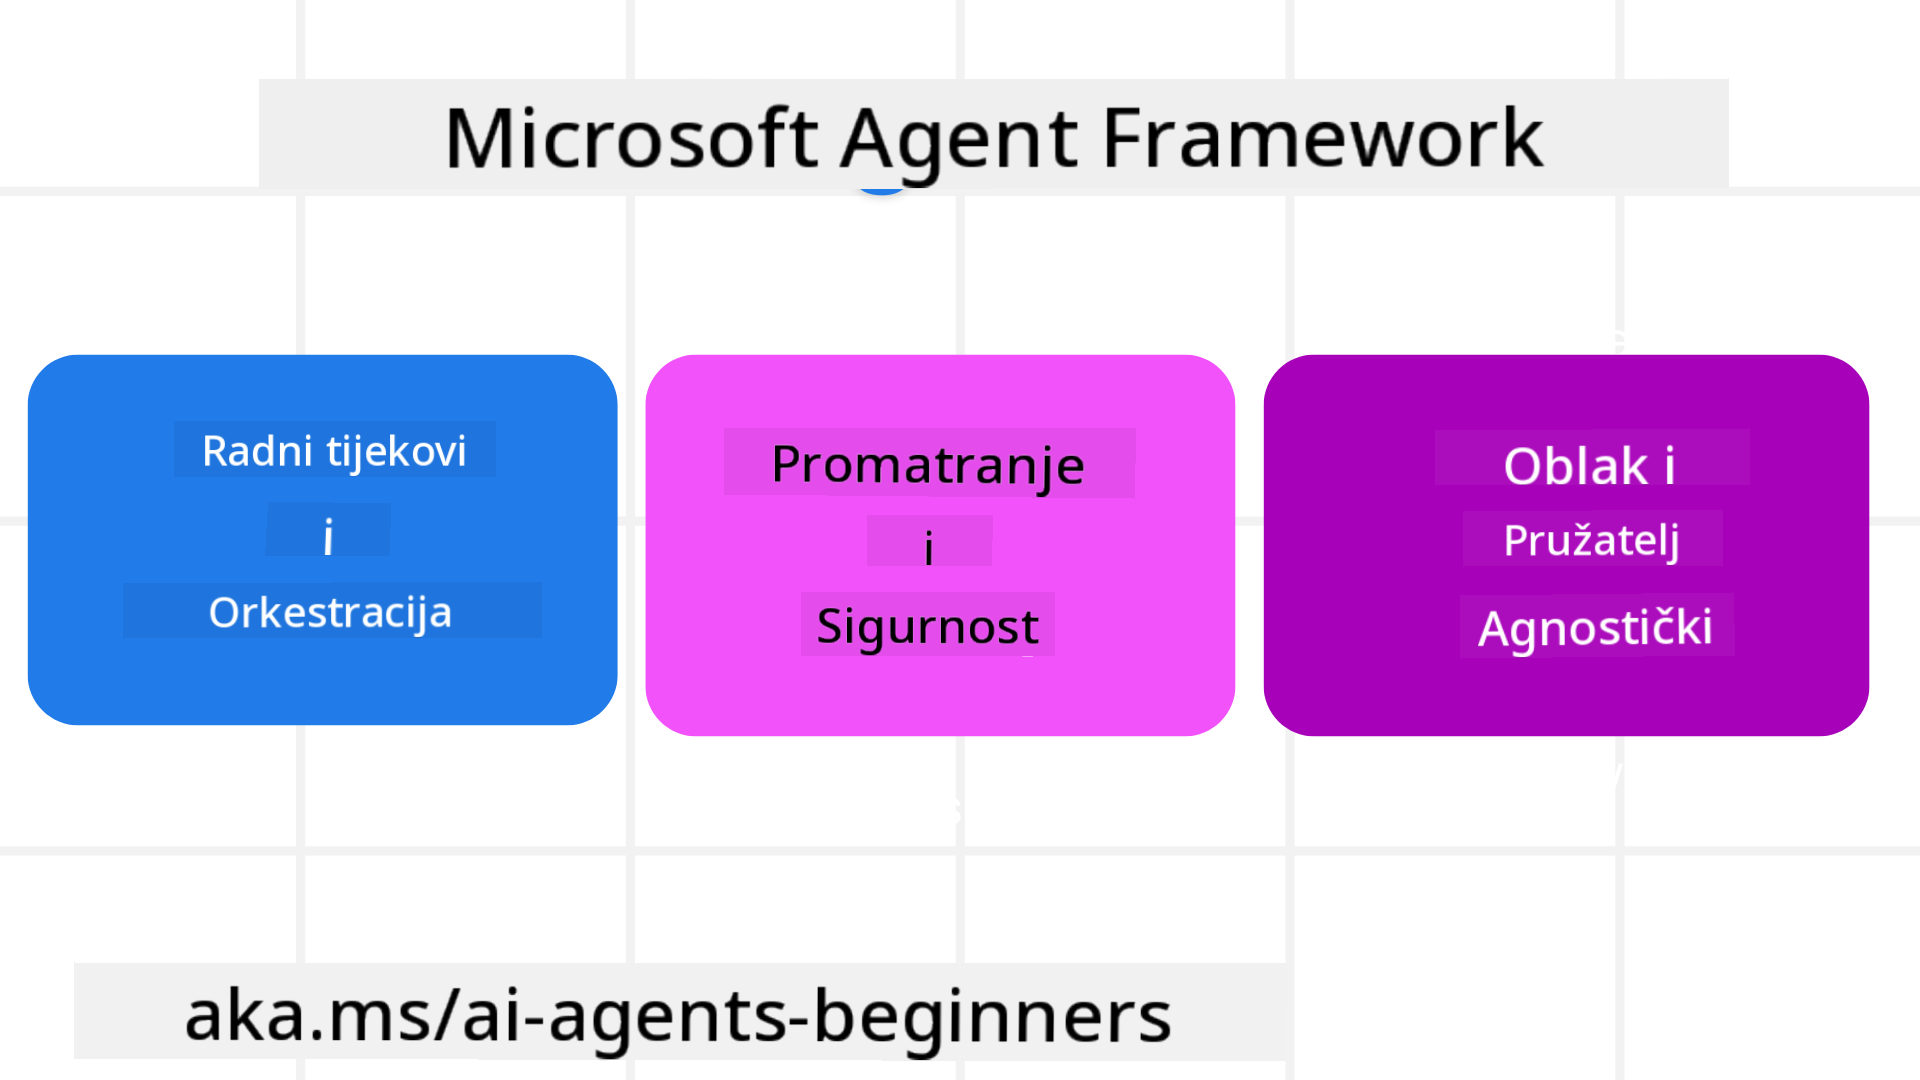 Microsoft Agent Framework
Radni tijekovi
i
Orkestracija
Promatranje
i
Sigurnost
Oblak i
Pružatelj
Agnostički
aka.ms/ai-agents-beginners